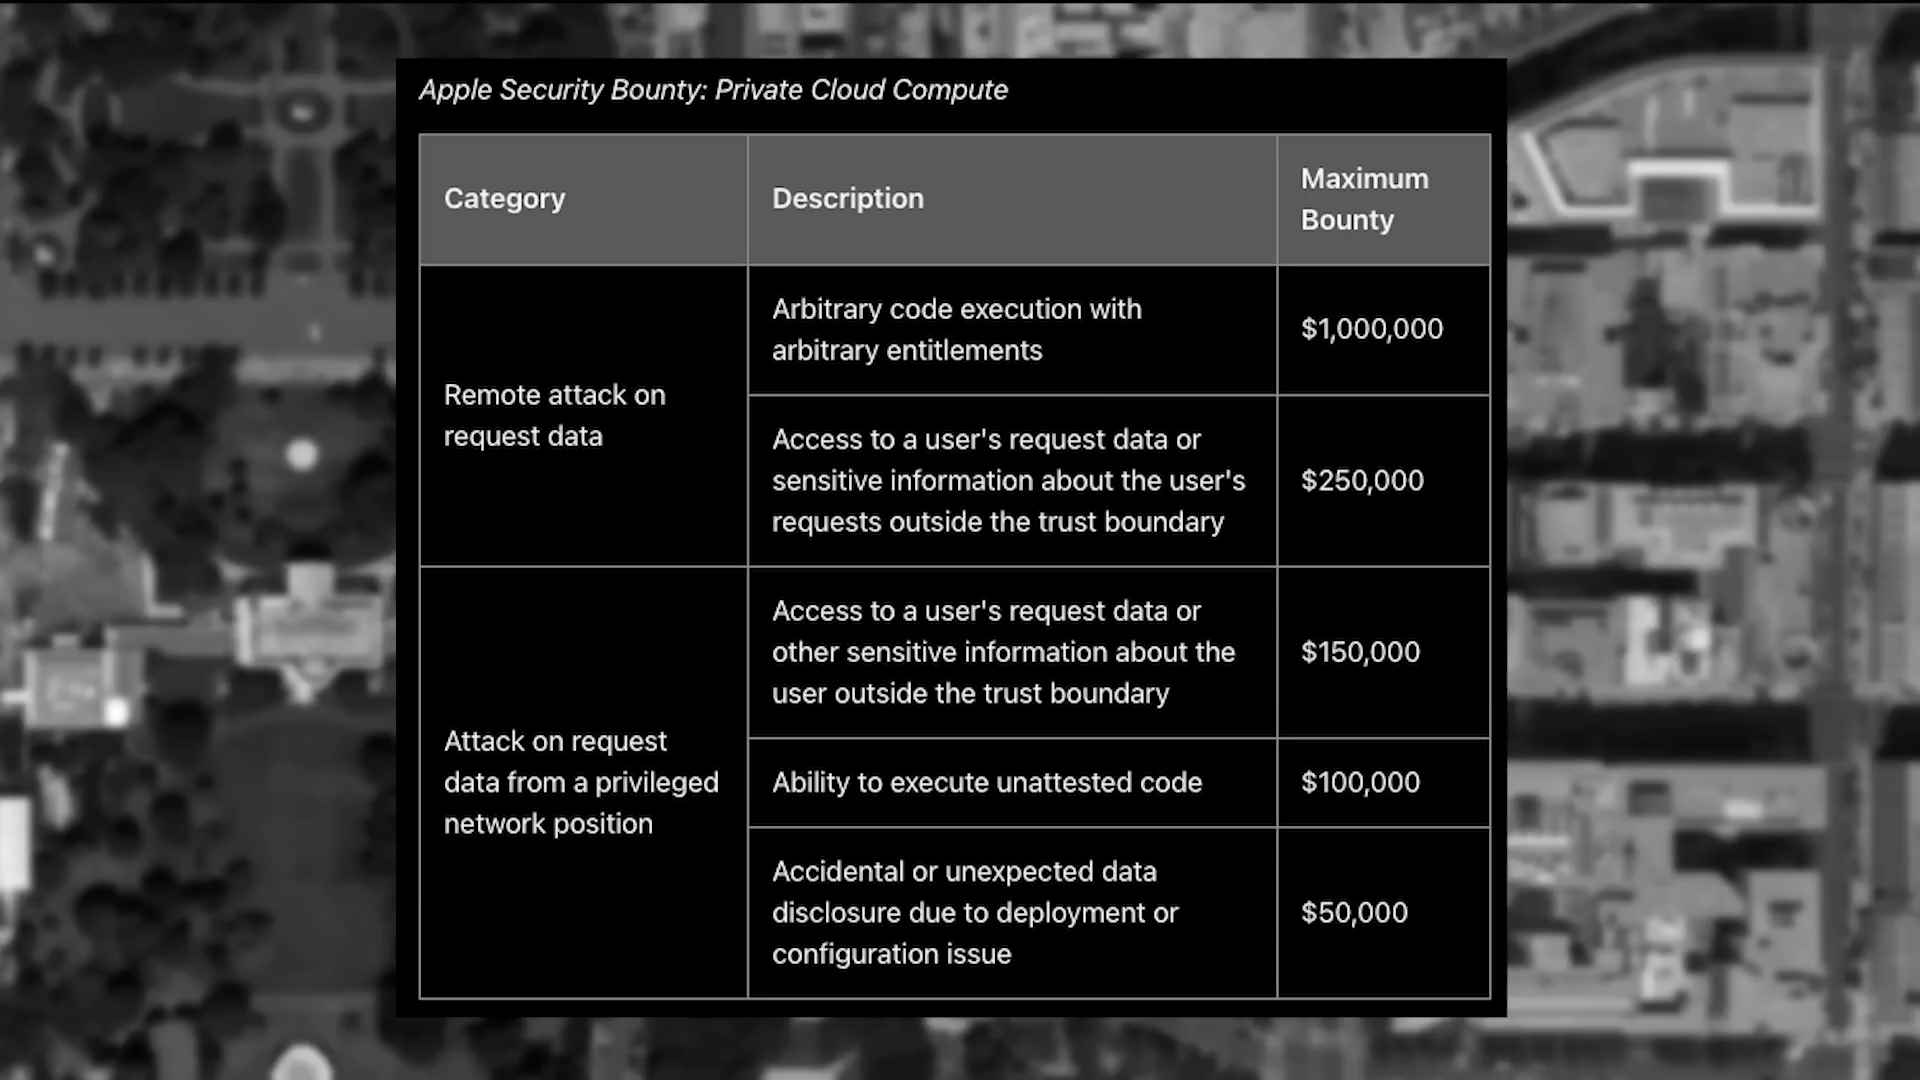 Apple Security Bounty: Private Cloud Compute
Category
Description
Maximum
Bounty
Remote attack on
request data
Arbitrary code execution with
arbitrary entitlements
$1,000,000
Access to a user's request data or
sensitive information about the user's
requests outside the trust boundary
$250,000
Attack on request
data from a privileged
network position
Access to a user's request data or
other sensitive information about the
user outside the trust boundary
$150,000
Ability to execute unattested code
$100,000
Accidental or unexpected data
disclosure due to deployment or
configuration issue
$50,000